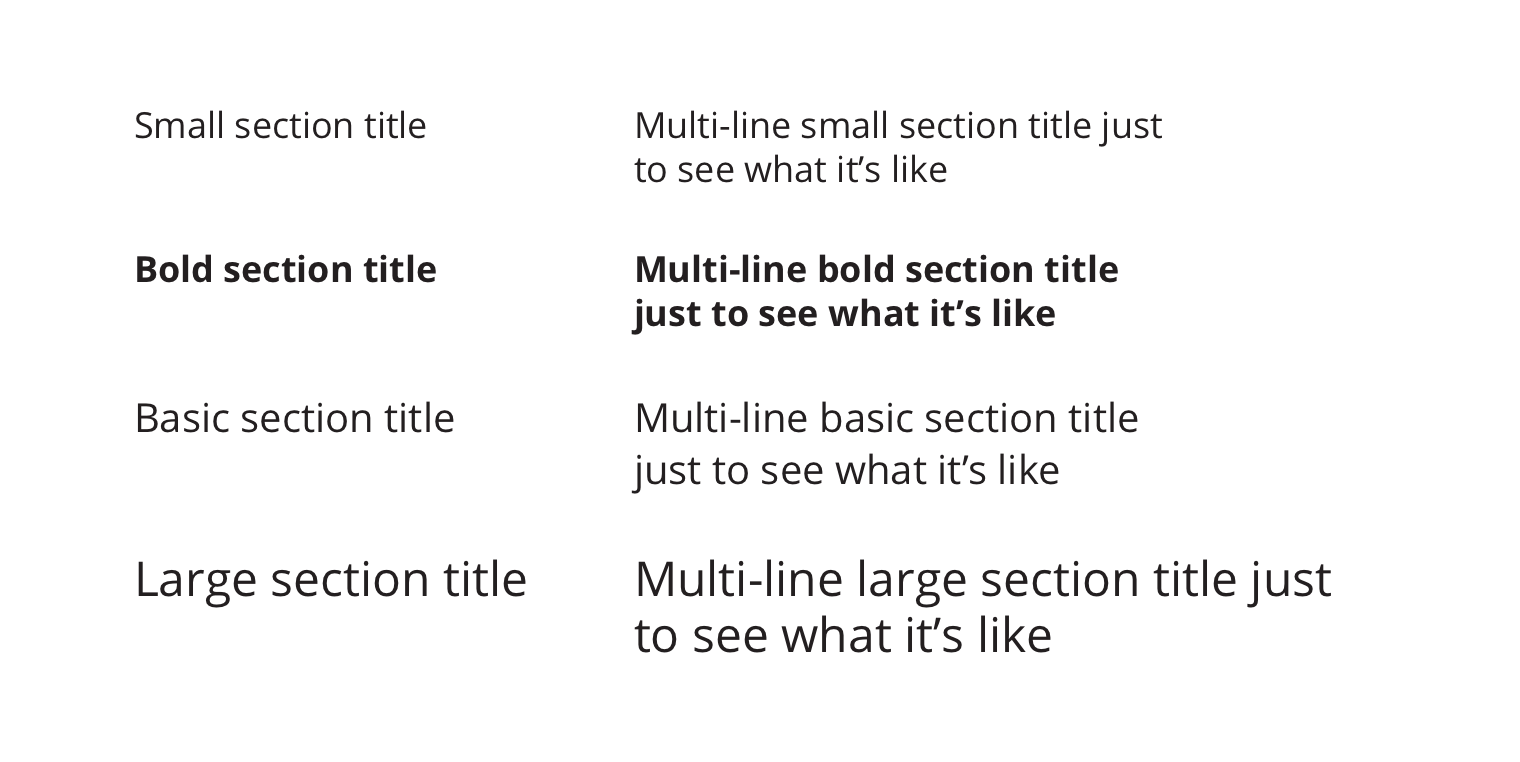 Small section title
Multi-line small section title just
to see what it’s like
Bold section title
Multi-line bold section title
just to see what it’s like
Basic section title
Multi-line basic section title
just to see what it’s like
Large section title
Multi-line large section title just
to see what it’s like